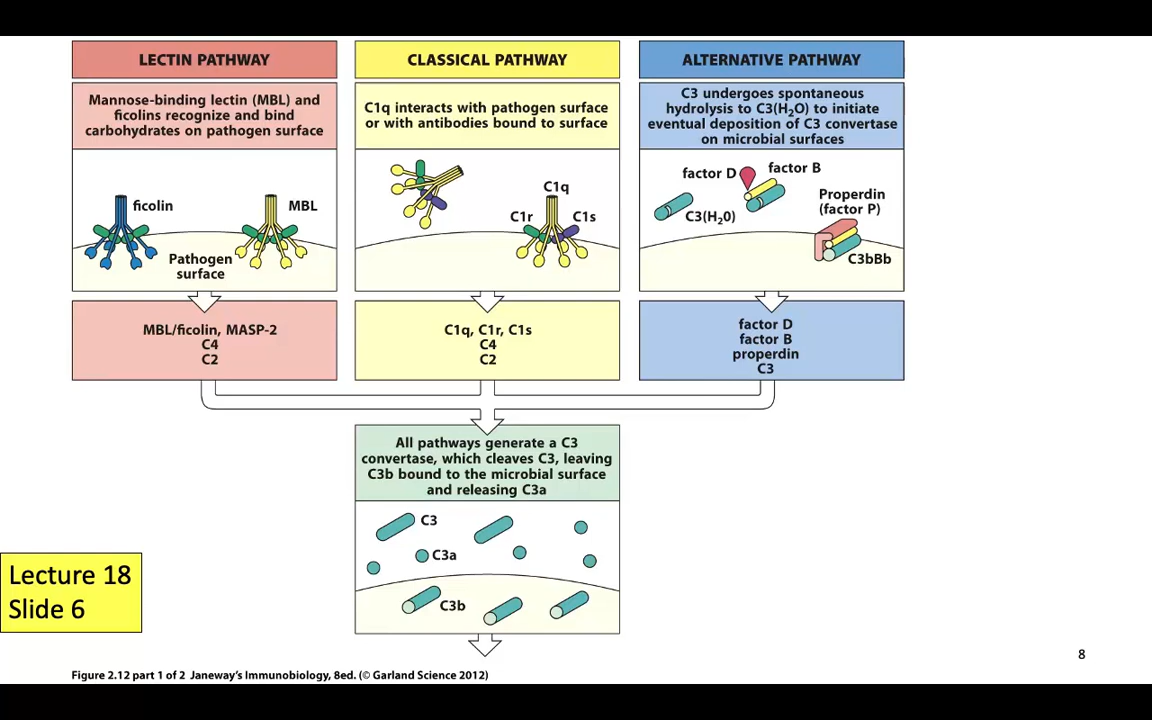 LECTIN PATHWAY
Mannose-binding lectin (MBL) and
ficolins recognize and bind
carbohydrates on pathogen surface
ficolin
MBL
Pathogen
surface
MBL/ficolin, MASP-2
C4
C2
CLASSICAL PATHWAY
C1q interacts with pathogen surface
or with antibodies bound to surface
C1q
C1r
C1s
C1q, C1r, C1s
C4
C2
ALTERNATIVE PATHWAY
C3 undergoes spontaneous
hydrolysis to C3(H₂O) to initiate
eventual deposition of C3 convertase
on microbial surfaces
factor D
factor B
C3(H₂0)
Properdin
(factor P)
C3bBb
factor D
factor B
properdin
C3
All pathways generate a C3
convertase, which cleaves C3, leaving
C3b bound to the microbial surface
and releasing C3a
C3
C3a
C3b
Lecture 18
Slide 6
8
Figure 2.12 part 1 of 2 Janeway's Immunobiology, 8ed. (© Garland Science 2012)